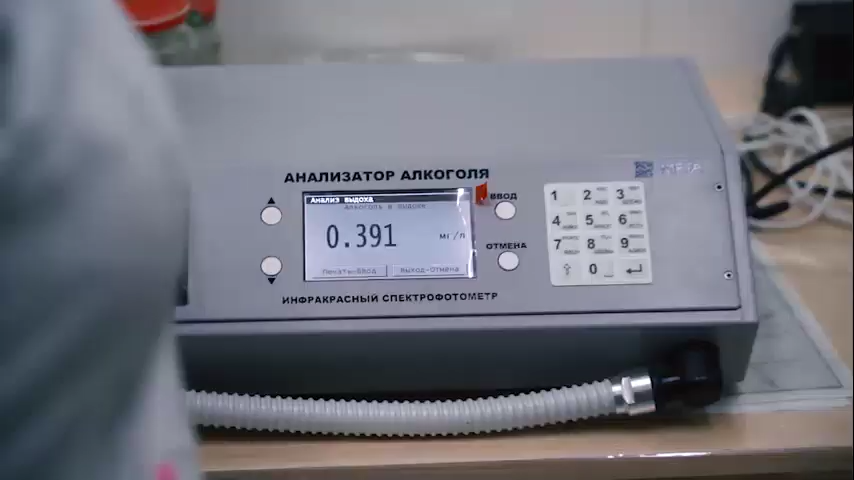 АНАЛИЗАТОР АЛКОГОЛЯ
Анализ выдоха
алкоголь в выдохе
0.391 мг/л
Печать-Ввод Выход-Отмена
ВВОД
ОТМЕНА
1 2 3
4 5 6
7 8 9
0
ИНФРАКРАСНЫЙ СПЕКТРОФОТОМЕТР